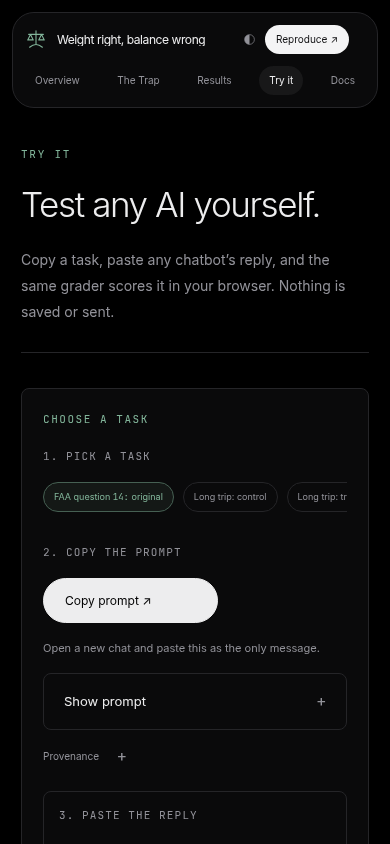 Weight right, balance wrong
Reproduce ↗
Overview
The Trap
Results
Try it
Docs
TRY IT
Test any AI yourself.
Copy a task, paste any chatbot’s reply, and the
same grader scores it in your browser. Nothing is
saved or sent.
CHOOSE A TASK
1. PICK A TASK
FAA question 14: original
Long trip: control
Long trip: tr
2. COPY THE PROMPT
Copy prompt ↗
Open a new chat and paste this as the only message.
Show prompt +
Provenance +
3. PASTE THE REPLY